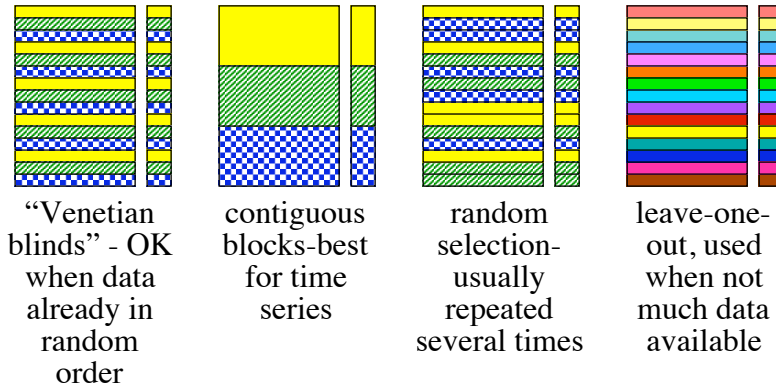 “Venetian
blinds” - OK
when data
already in
random
order
contiguous
blocks-best
for time
series
random
selection-
usually
repeated
several times
leave-one-
out, used
when not
much data
available